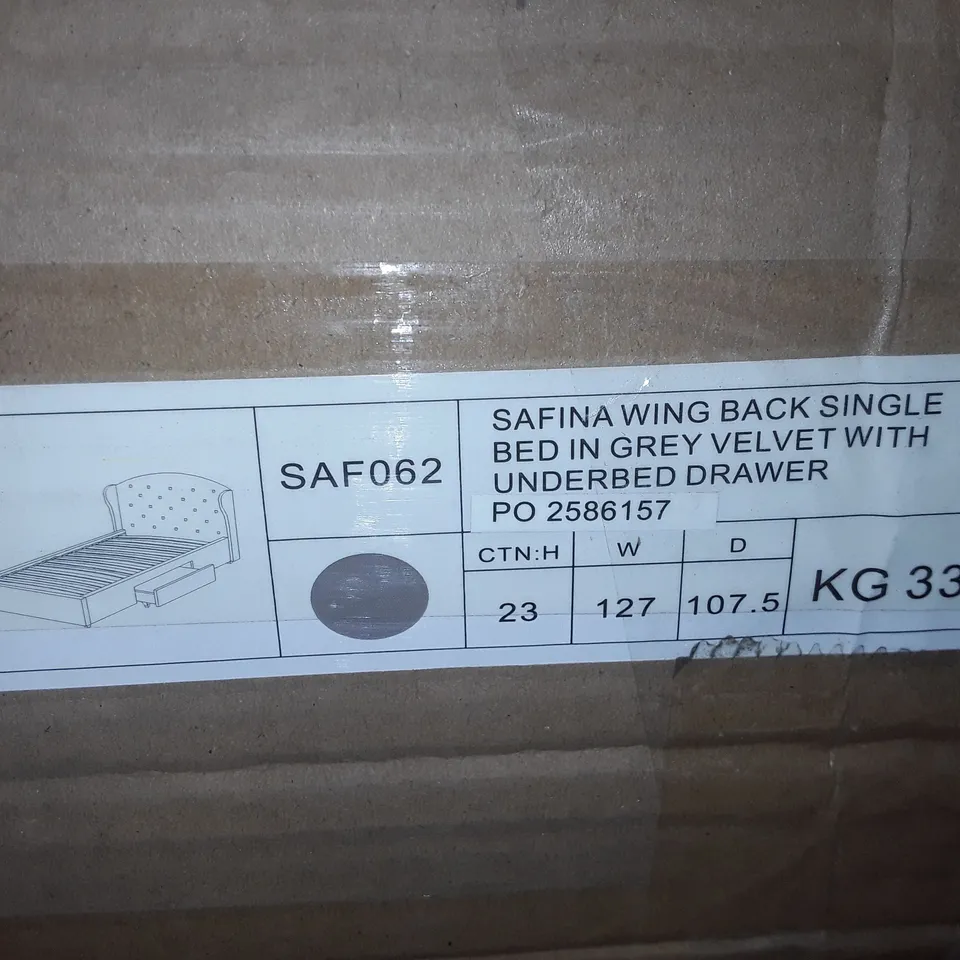 SAF062
SAFINA WING BACK SINGLE
BED IN GREY VELVET WITH
UNDERBED DRAWER
PO 2586157
CTN:H W D
23 127 107.5
KG 33